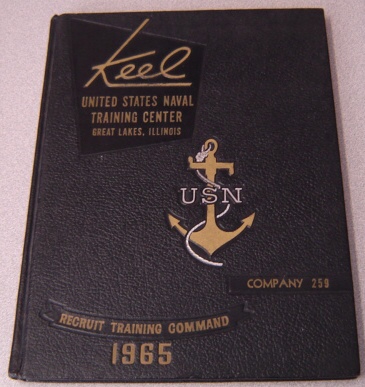 Keel
UNITED STATES NAVAL
TRAINING CENTER
GREAT LAKES, ILLINOIS
USN
COMPANY 259
RECRUIT TRAINING COMMAND
1965